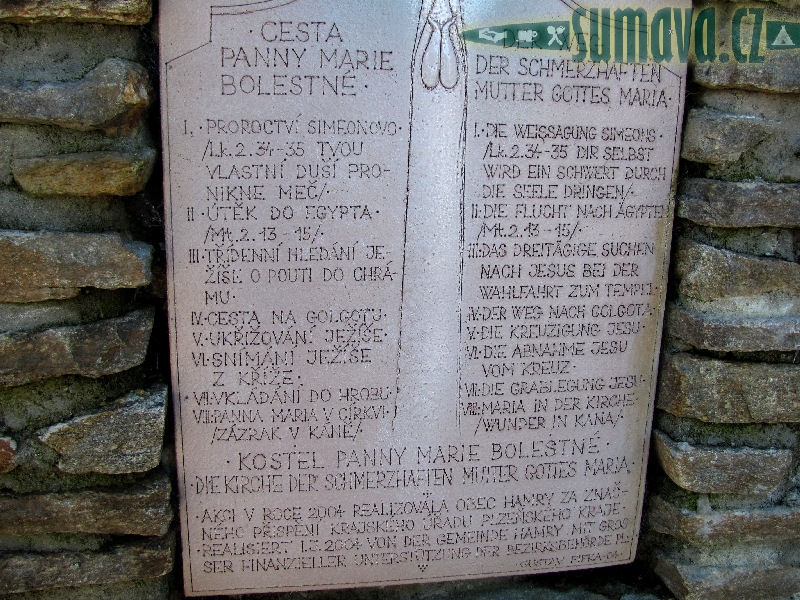 sumava.cz
CESTA
PANNY MARIE
BOLESTNÉ·
I,·PROROCTVÍ SIMEONOVO·
/Lk.2.34-35 TVOU
VLASTNÍ DUŠÍ PRO-
NIKNE MEČ/·
II·ÚTĚK DO EGYPTA·
/Mt.2.13-15/·
III·TŘÍDENNÍ HLEDÁNÍ JE-
ŽÍŠE O POUTI DO CHRÁ-
MU·
IV·CESTA NA GOLGOTU·
V·UKŘIŽOVÁNÍ JEŽÍŠE·
VI·SNÍMÁNÍ JEŽÍŠE
Z KŘÍŽE·
VII·VKLÁDÁNÍ DO HROBU·
VIII·PANNA MARIA V CÍRKVI
/ZÁZRAK V KÁNĚ/
DER WEG
DER SCHMERZHAFTEN
MUTTER GOTTES MARIA·
I·DIE WEISSAGUNG SIMEONS·
/Lk.2.34-35 DIR SELBST
WIRD EIN SCHWERT DURCH
DIE SEELE DRINGEN/·
II·DIE FLUCHT NACH ÄGYPTEN
/Mt.2.13-15/·
III·DAS DREITÄGIGE SUCHEN
NACH JESUS BEI DER
WAHLFAHRT ZUM TEMPEL·
IV·DER WEG NACH GOLGOTA·
V·DIE KREUZIGUNG JESU·
VI·DIE ABNAHME JESU
VOM KREUZ·
VII·DIE GRABLEGUNG JESU·
VIII·MARIA IN DER KIRCHE·
/WUNDER IN KANA/·
·KOSTEL PANNY MARIE BOLESTNÉ·
·DIE KIRCHE DER SCHMERZHAFTEN MUTTER GOTTES MARIA·
·AKCI V ROCE 2004 REALIZOVALA OBEC HAMRY ZA ZNAČ-
NÉHO PŘISPĚNÍ KRAJSKÉHO ÚŘADU PLZEŇSKÉHO KRAJE·
·REALISIERT I.J. 2004 VON DER GEMEINDE HAMRY MIT GROS-
SER FINANZIELLER UNTERSTÜTZUNG DER BEZIRKSBEHÖRDE
GUSTAV FIFKA 04·